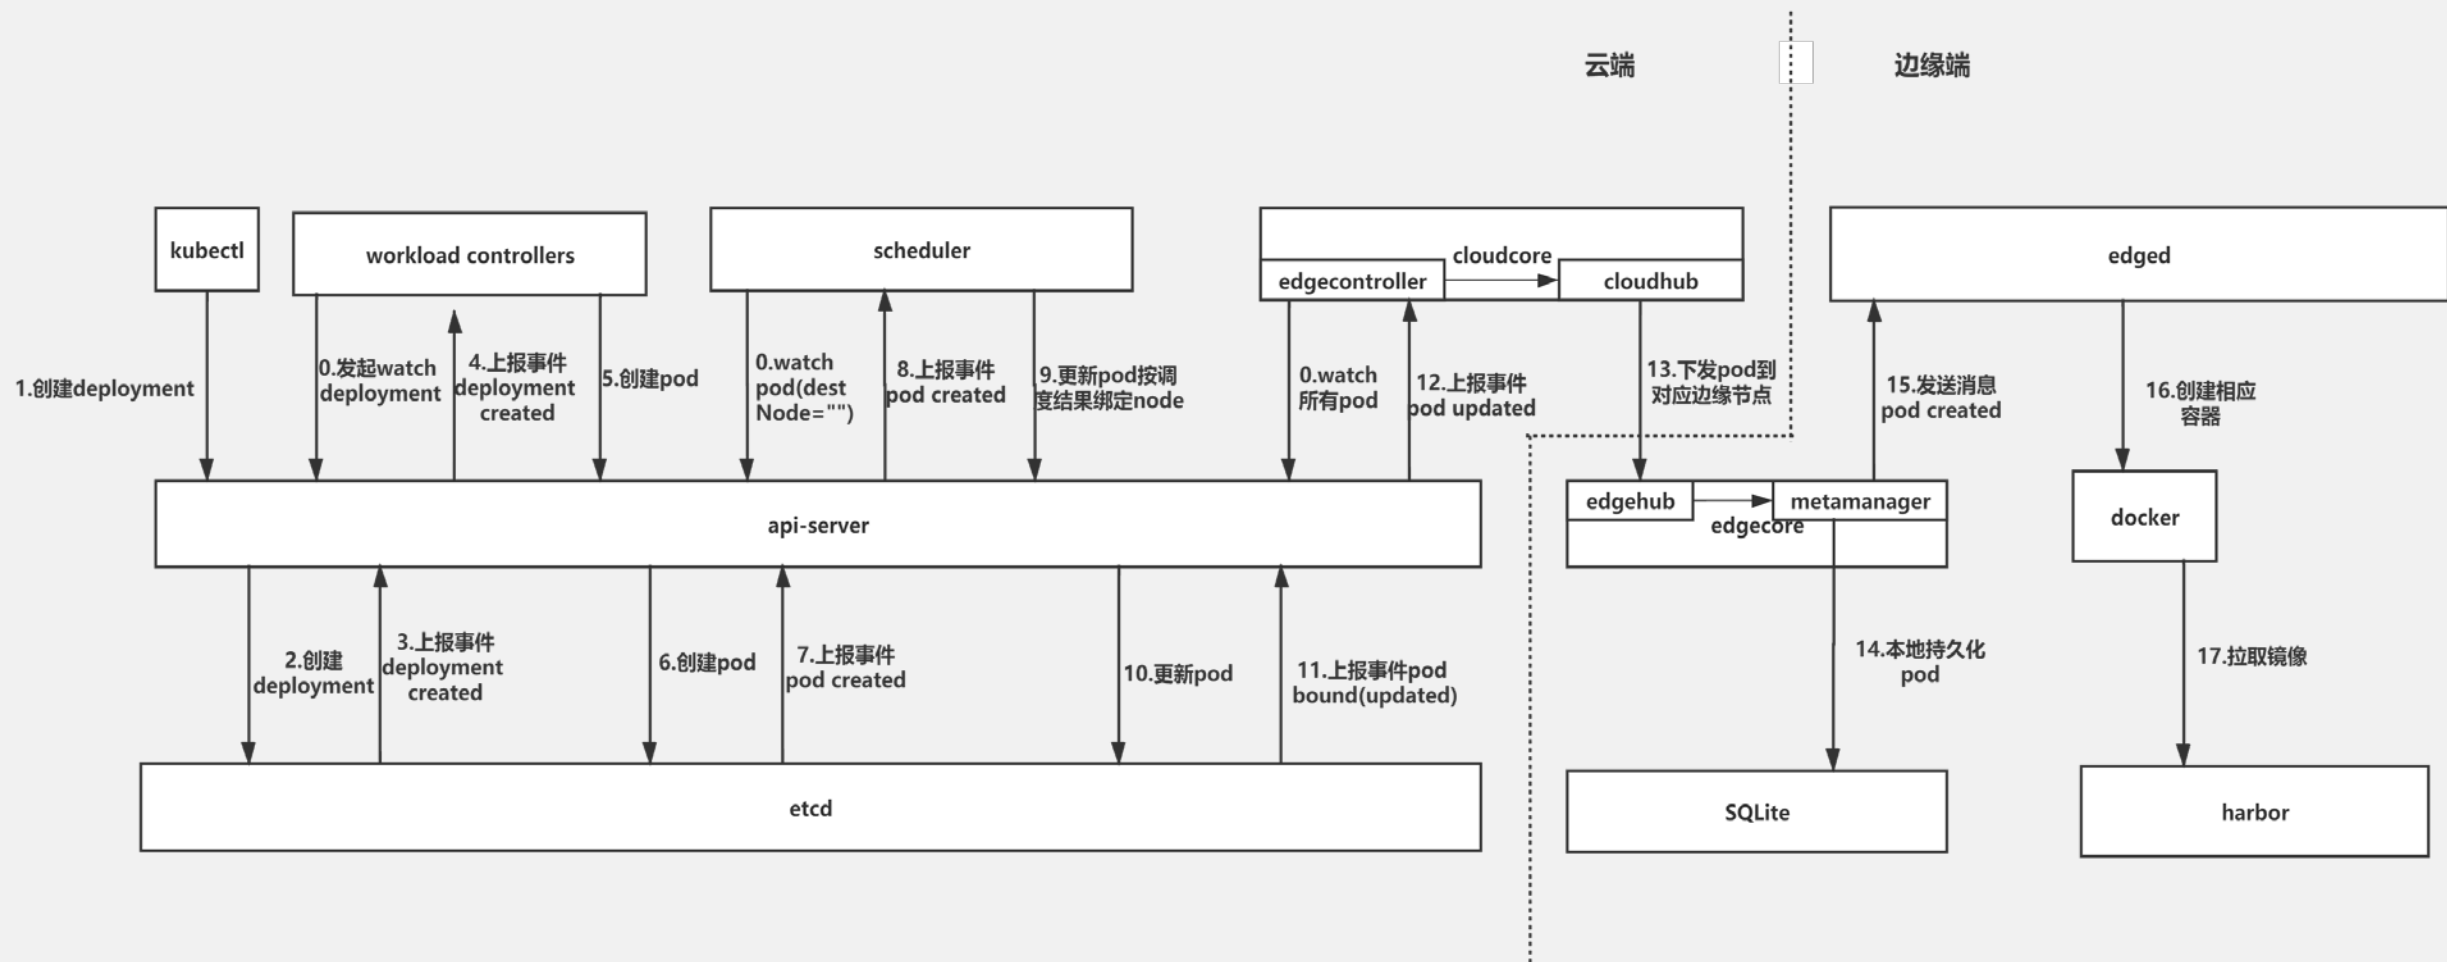 云端
边缘端
kubectl
workload controllers
scheduler
cloudcore
edgecontroller
cloudhub
edged
1.创建deployment
0.发起watch
deployment
4.上报事件
deployment
created
5.创建pod
0.watch
pod(dest
Node="")
8.上报事件
pod created
9.更新pod按调
度结果绑定node
0.watch
所有pod
12.上报事件
pod updated
13.下发pod到
对应边缘节点
15.发送消息
pod created
16.创建相应
容器
api-server
edgehub
metamanager
edgecore
docker
2.创建
deployment
3.上报事件
deployment
created
6.创建pod
7.上报事件
pod created
10.更新pod
11.上报事件pod
bound(updated)
14.本地持久化
pod
17.拉取镜像
etcd
SQLite
harbor